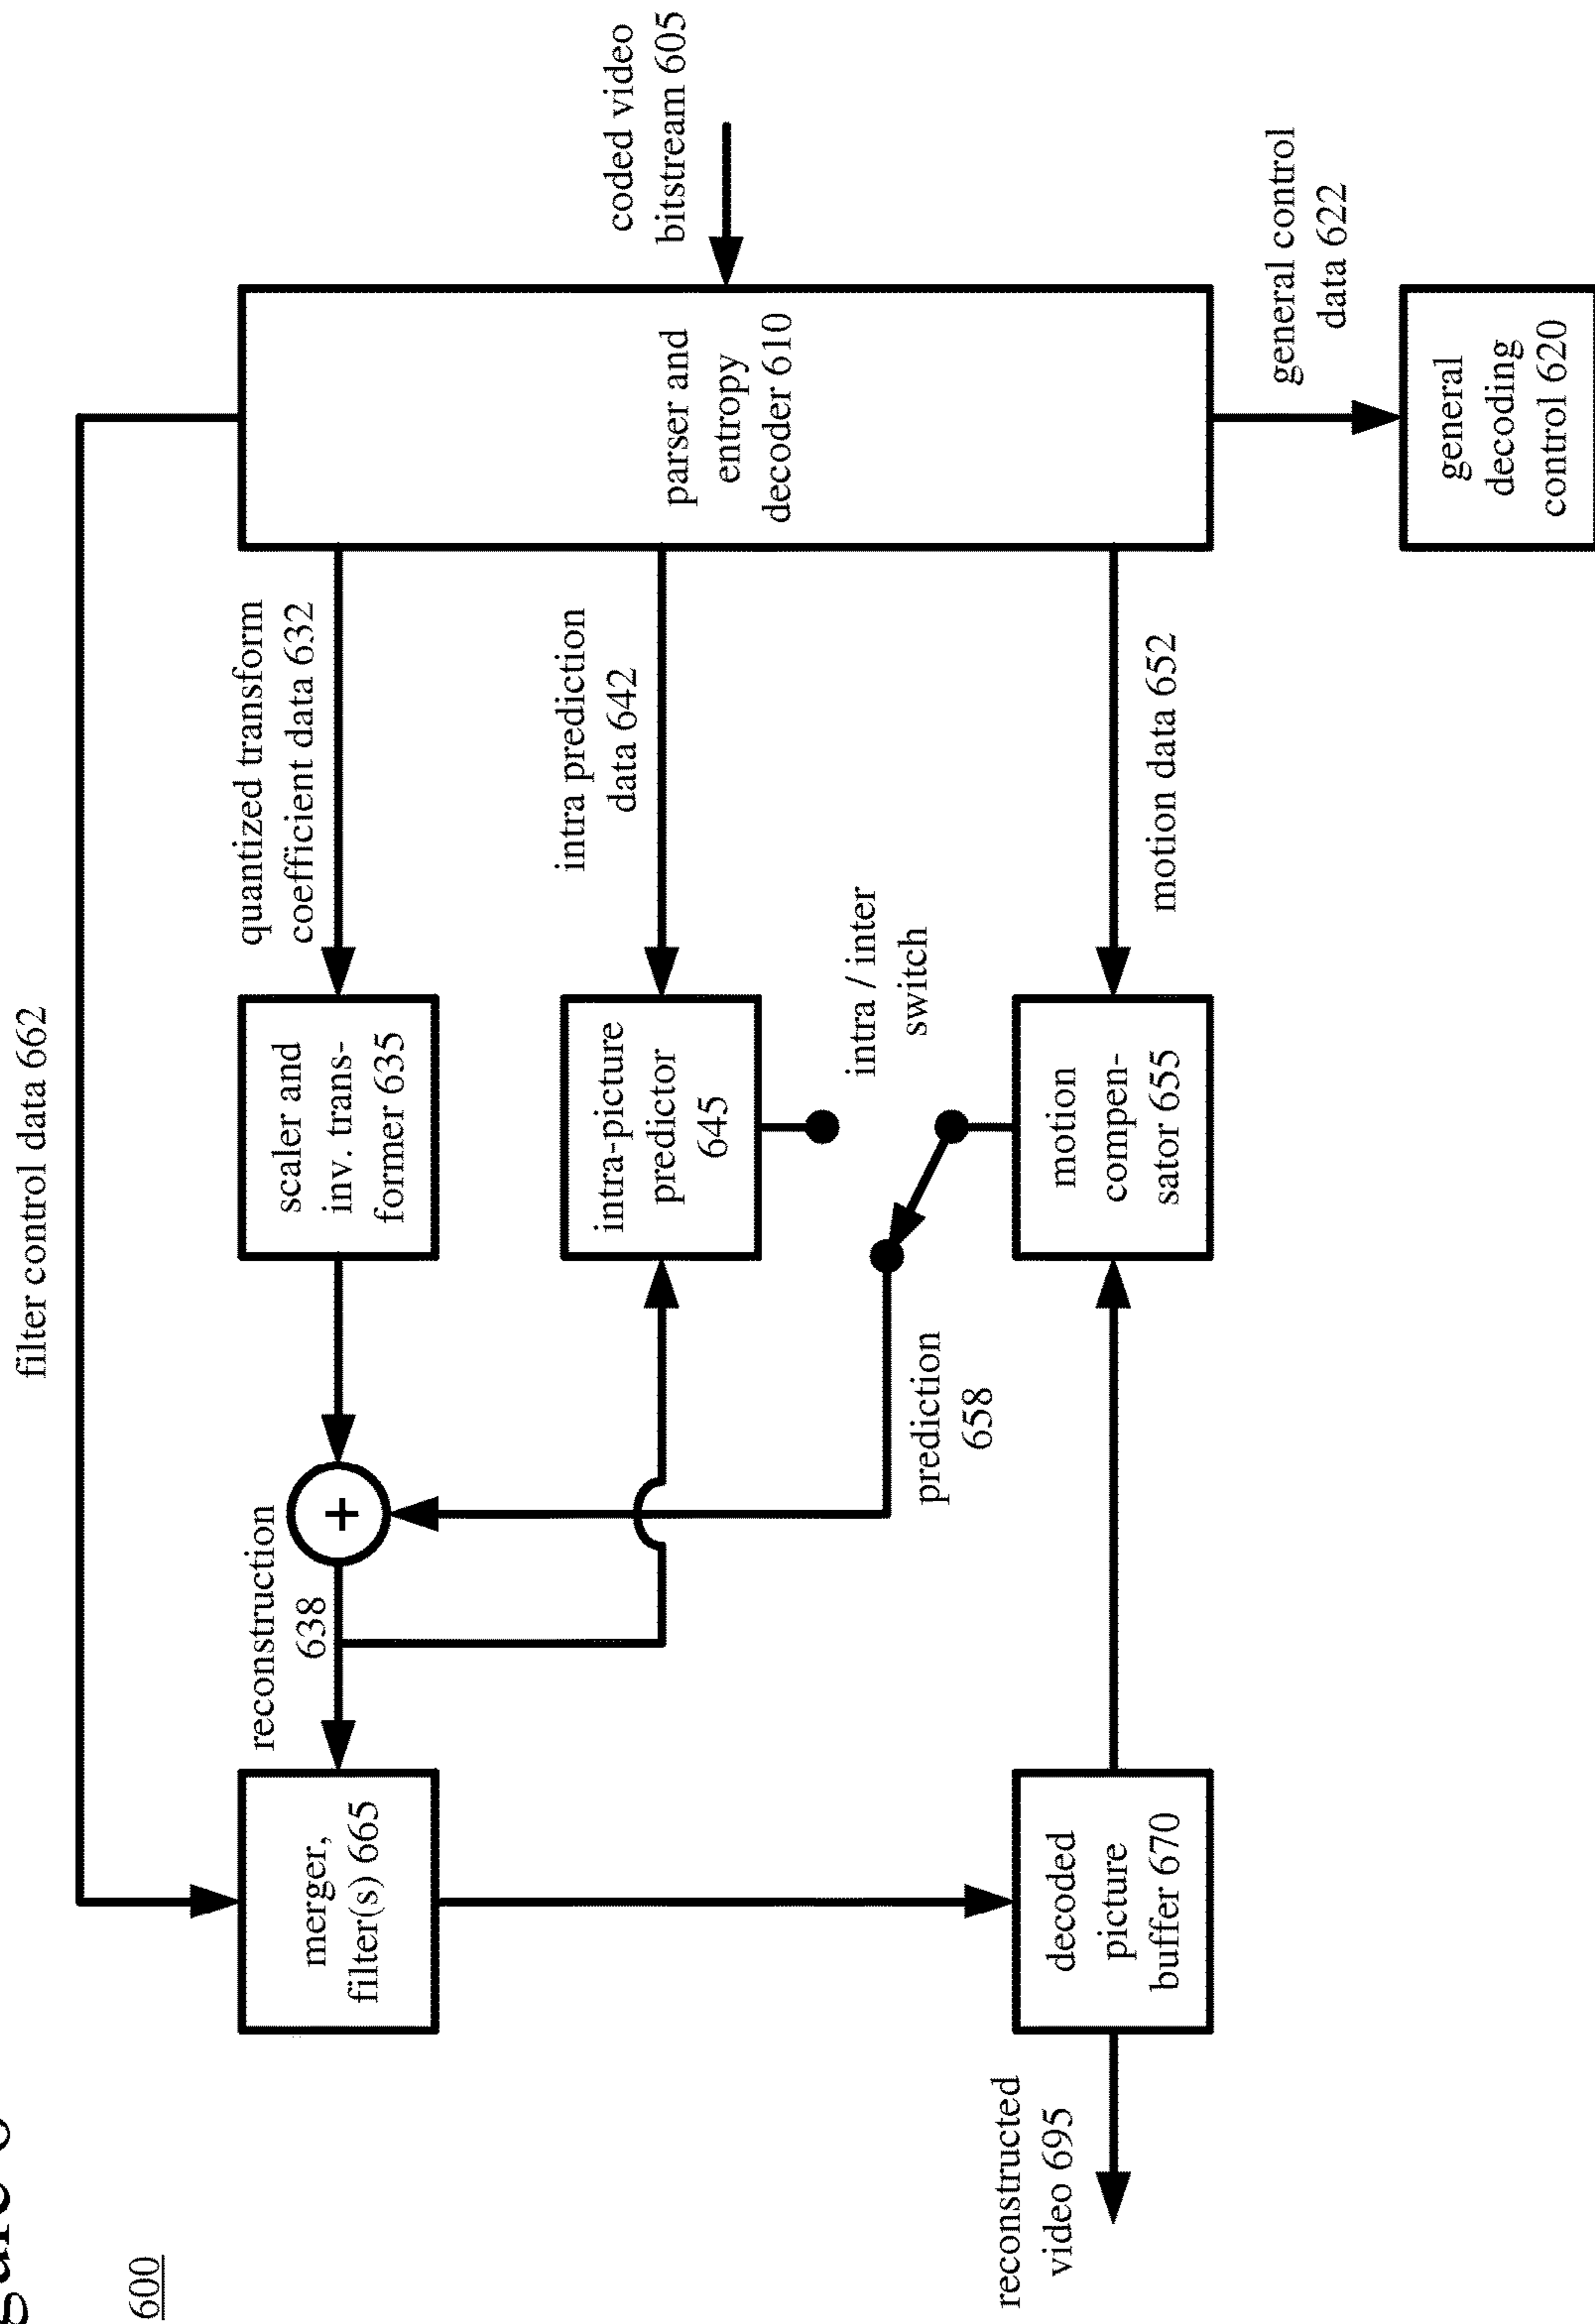 600
filter control data 662
reconstruction
638
quantized transform
coefficient data 632
merger,
filter(s) 665
+
scaler and
inv. trans-
former 635
intra prediction
data 642
coded video
bitstream 605
intra-picture
predictor
645
parser and
entropy
decoder 610
intra / inter
switch
prediction
658
reconstructed
video 695
decoded
picture
buffer 670
motion
compen-
sator 655
motion data 652
general control
data 622
general
decoding
control 620